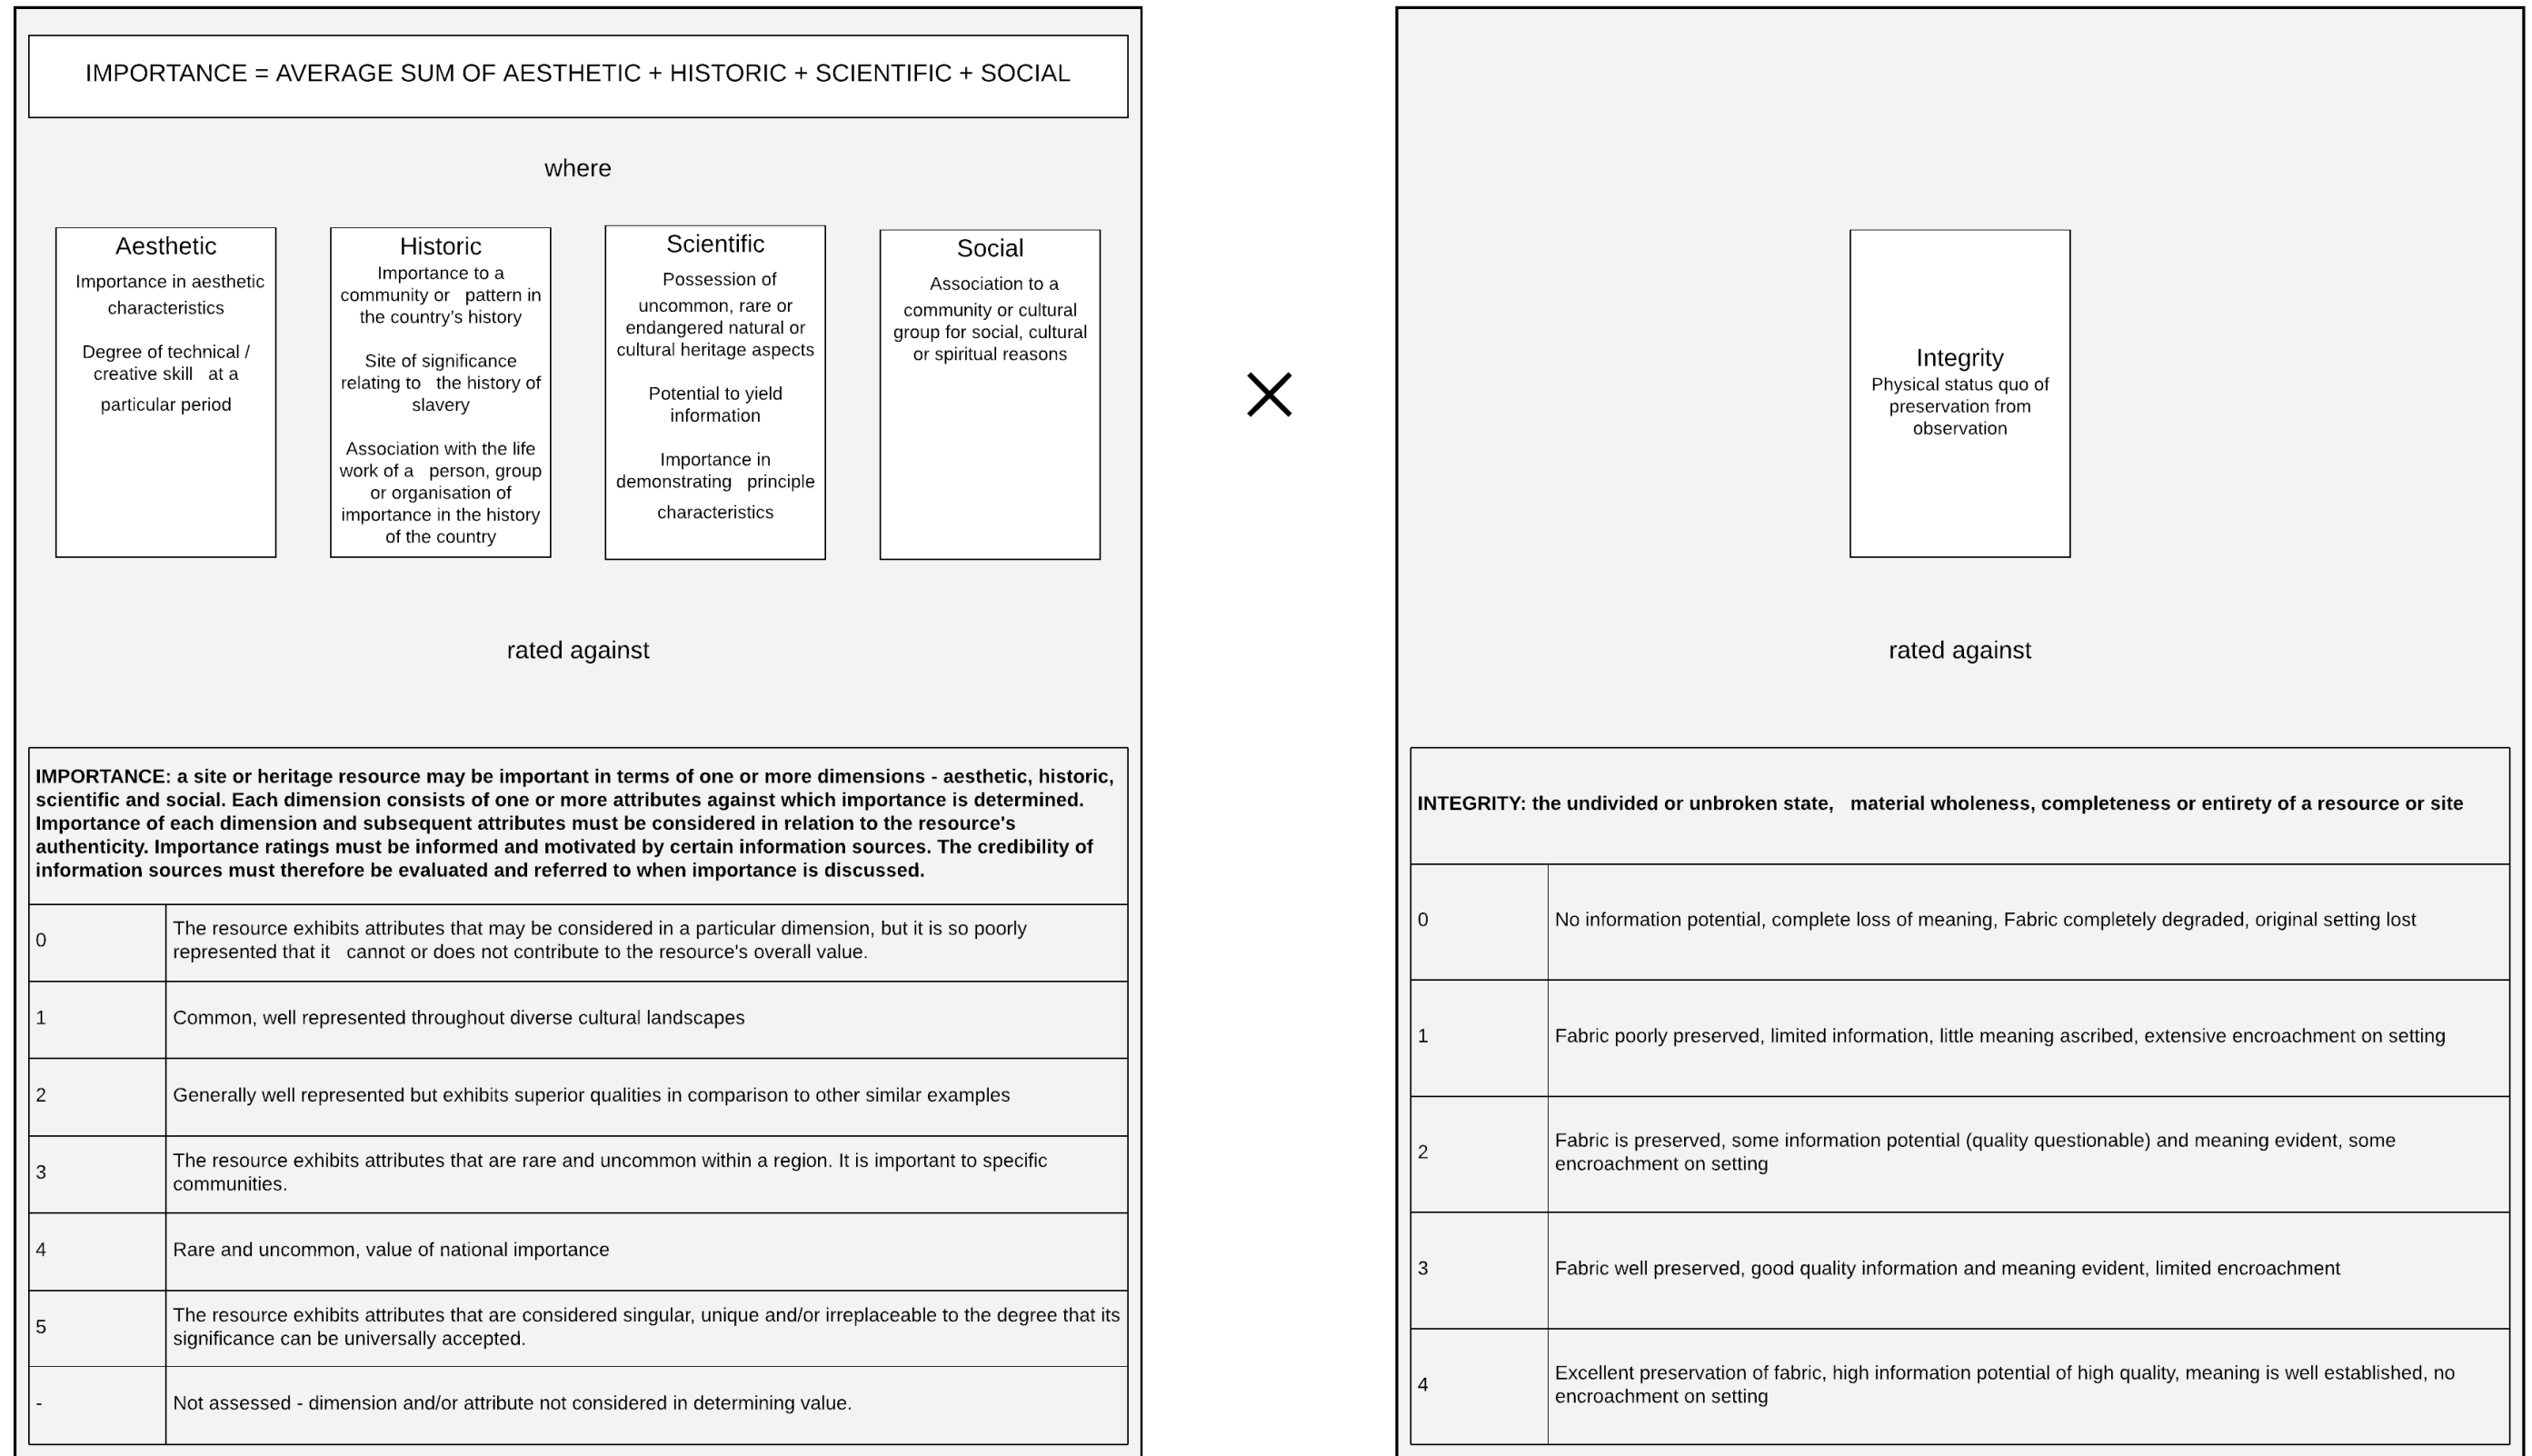 IMPORTANCE = AVERAGE SUM OF AESTHETIC + HISTORIC + SCIENTIFIC + SOCIAL
where
Aesthetic
Importance in aesthetic
characteristics
Degree of technical /
creative skill at a
particular period
Historic
Importance to a
community or pattern in
the country's history
Site of significance
relating to the history of
slavery
Association with the life
work of a person, group
or organisation of
importance in the history
of the country
Scientific
Possession of
uncommon, rare or
endangered natural or
cultural heritage aspects
Potential to yield
information
Importance in
demonstrating principle
characteristics
Social
Association to a
community or cultural
group for social, cultural
or spiritual reasons
rated against
IMPORTANCE: a site or heritage resource may be important in terms of one or more dimensions - aesthetic, historic,
scientific and social. Each dimension consists of one or more attributes against which importance is determined.
Importance of each dimension and subsequent attributes must be considered in relation to the resource's
authenticity. Importance ratings must be informed and motivated by certain information sources. The credibility of
information sources must therefore be evaluated and referred to when importance is discussed.
0
The resource exhibits attributes that may be considered in a particular dimension, but it is so poorly
represented that it cannot or does not contribute to the resource's overall value.
1
Common, well represented throughout diverse cultural landscapes
2
Generally well represented but exhibits superior qualities in comparison to other similar examples
3
The resource exhibits attributes that are rare and uncommon within a region. It is important to specific
communities.
4
Rare and uncommon, value of national importance
5
The resource exhibits attributes that are considered singular, unique and/or irreplaceable to the degree that its
significance can be universally accepted.
-
Not assessed - dimension and/or attribute not considered in determining value.
×
Integrity
Physical status quo of
preservation from
observation
rated against
INTEGRITY: the undivided or unbroken state, material wholeness, completeness or entirety of a resource or site
0
No information potential, complete loss of meaning, Fabric completely degraded, original setting lost
1
Fabric poorly preserved, limited information, little meaning ascribed, extensive encroachment on setting
2
Fabric is preserved, some information potential (quality questionable) and meaning evident, some
encroachment on setting
3
Fabric well preserved, good quality information and meaning evident, limited encroachment
4
Excellent preservation of fabric, high information potential of high quality, meaning is well established, no
encroachment on setting